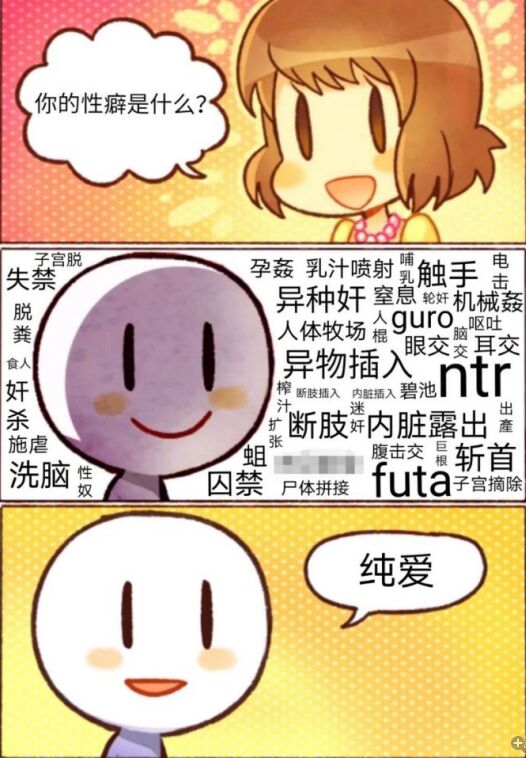 你的性癖是什么?
子宫脱
失禁
脱粪
食人
奸杀
施虐
洗脑
性奴
孕姦
乳汁喷射
哺乳
触手
电击
异种奸
窒息
轮奸
机械姦
人体牧场
人棍
guro
脑交
呕吐
眼交
耳交
异物插入
ntr
榨汁
断肢插入
内脏插入
碧池
扩张
断肢
迷奸
内脏露出
出產
蛆
腹击交
巨根
斩首
囚禁
尸体拼接
futa
子宫摘除
纯爱